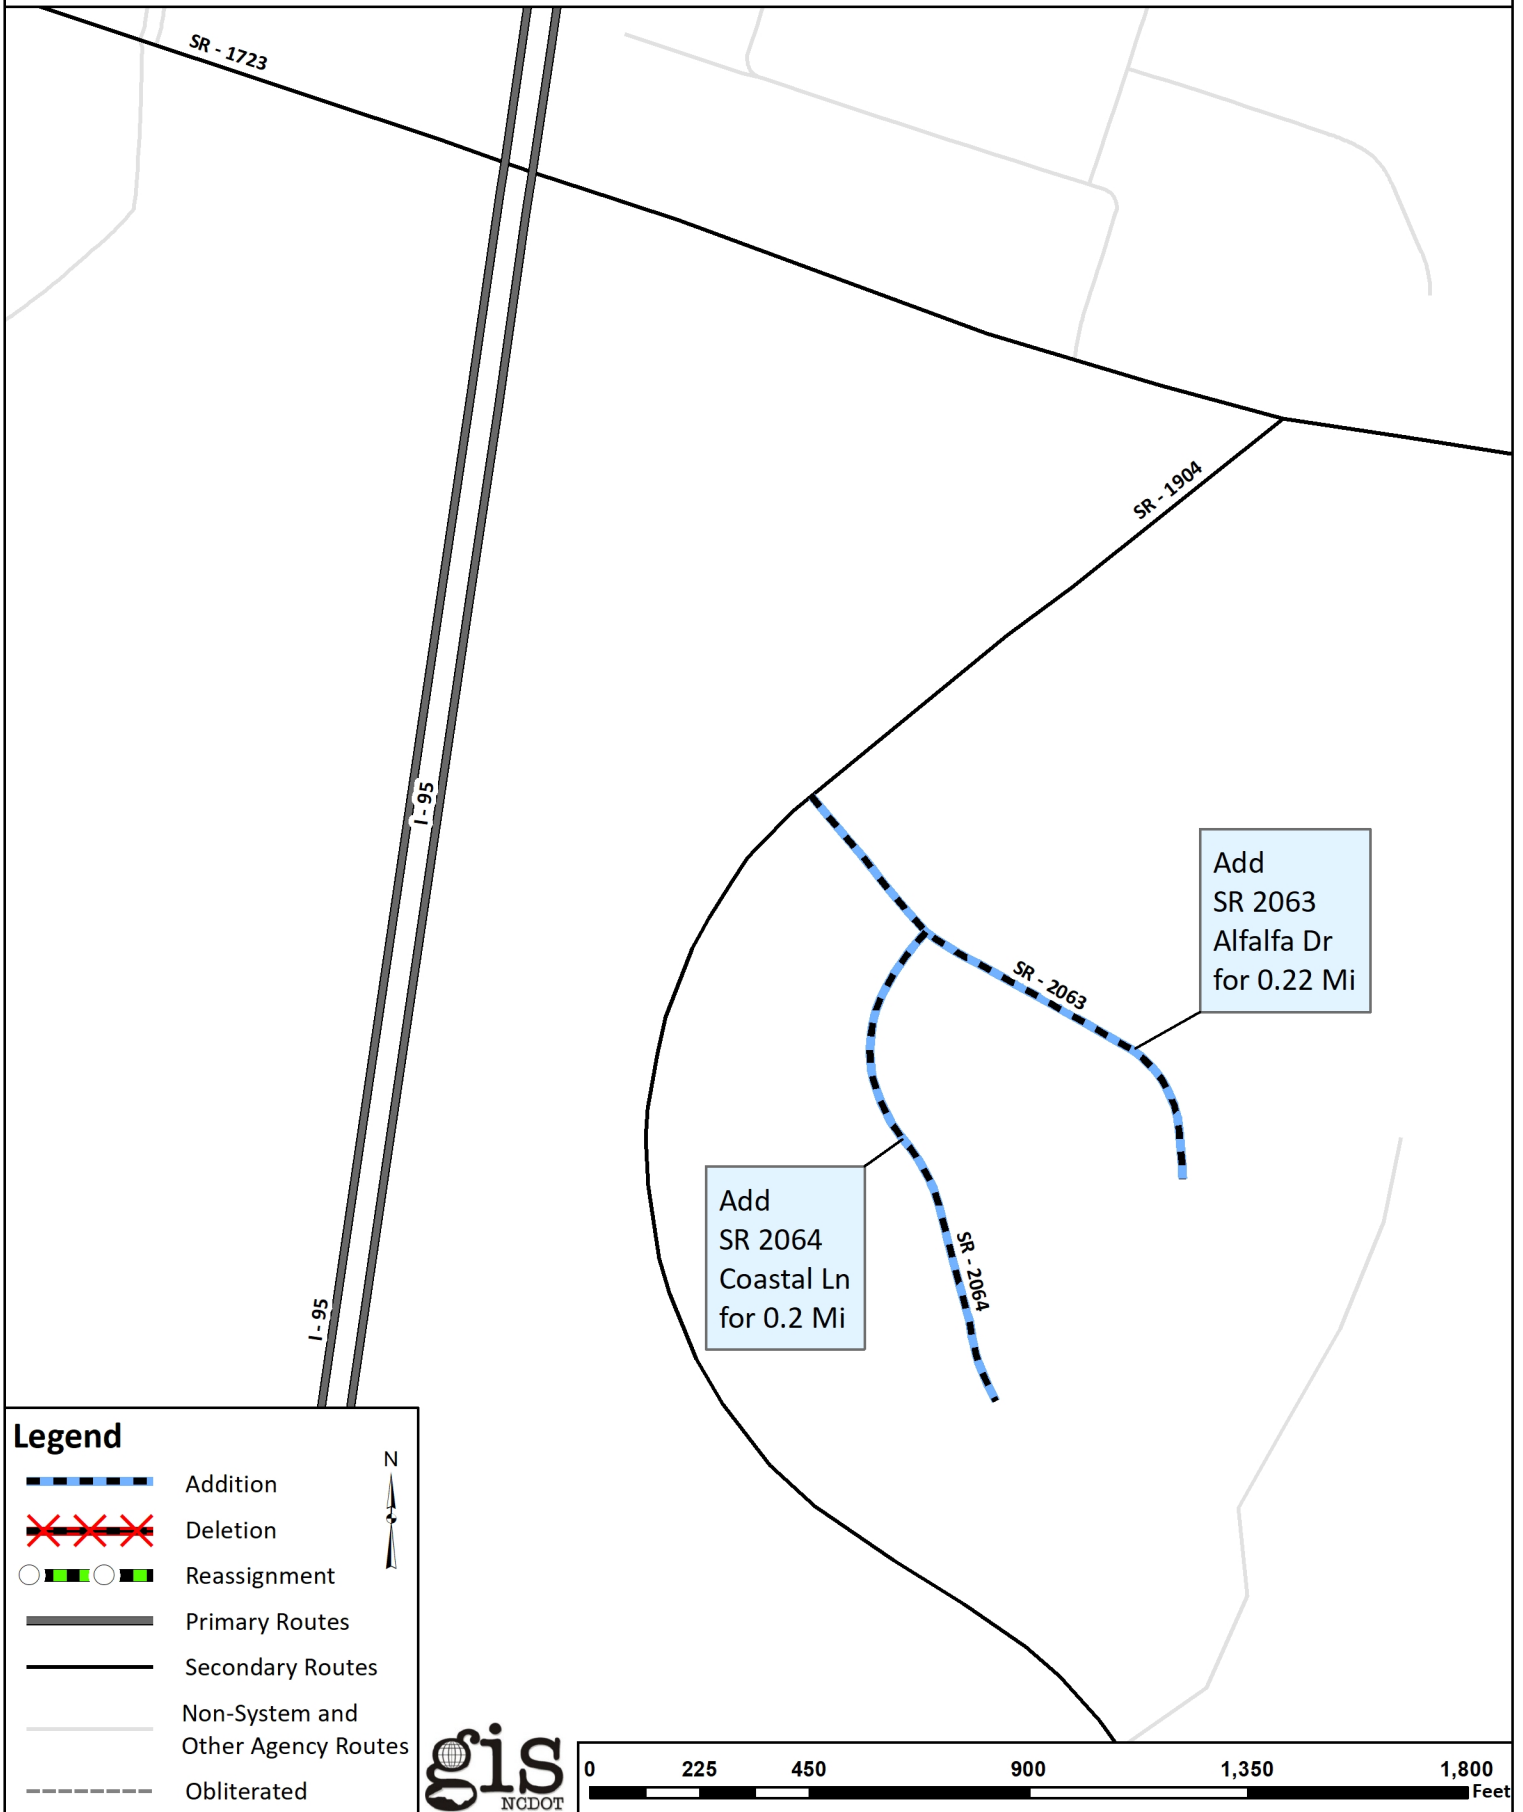 SR - 1723
SR - 1904
I - 95
Add
SR 2063
Alfalfa Dr
for 0.22 Mi
SR - 2063
Add
SR 2064
Coastal Ln
for 0.2 Mi
SR - 2064
I - 95
Legend
N
Addition
Deletion
Reassignment
Primary Routes
Secondary Routes
Non-System and
Other Agency Routes
Obliterated
gis
NCDOT
0 225 450 900 1,350 1,800
Feet